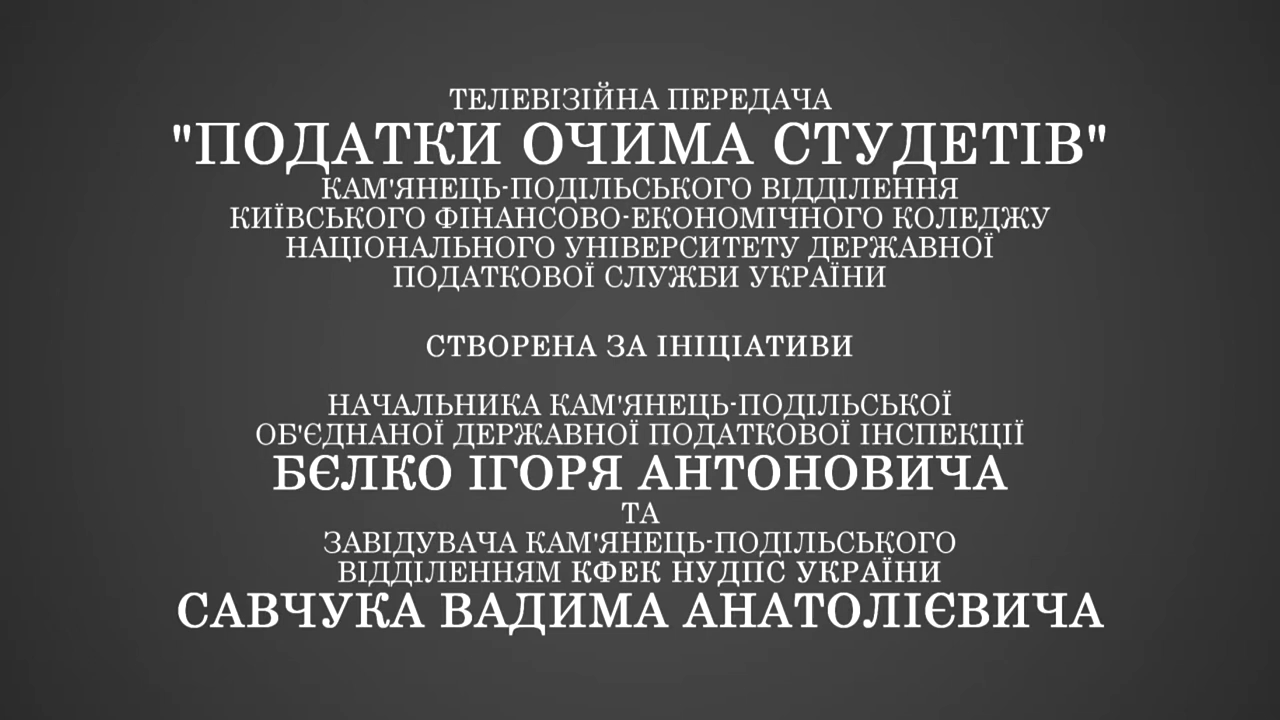 ТЕЛЕВІЗІЙНА ПЕРЕДАЧА
"ПОДАТКИ ОЧИМА СТУДЕТІВ"
КАМ'ЯНЕЦЬ-ПОДІЛЬСЬКОГО ВІДДІЛЕННЯ
КИЇВСЬКОГО ФІНАНСОВО-ЕКОНОМІЧНОГО КОЛЕДЖУ
НАЦІОНАЛЬНОГО УНІВЕРСИТЕТУ ДЕРЖАВНОЇ
ПОДАТКОВОЇ СЛУЖБИ УКРАЇНИ
СТВОРЕНА ЗА ІНІЦІАТИВИ
НАЧАЛЬНИКА КАМ'ЯНЕЦЬ-ПОДІЛЬСЬКОЇ
ОБ'ЄДНАНОЇ ДЕРЖАВНОЇ ПОДАТКОВОЇ ІНСПЕКЦІЇ
БЄЛКО ІГОРЯ АНТОНОВИЧА
ТА
ЗАВІДУВАЧА КАМ'ЯНЕЦЬ-ПОДІЛЬСЬКОГО
ВІДДІЛЕННЯМ КФЕК НУДПС УКРАЇНИ
САВЧУКА ВАДИМА АНАТОЛІЄВИЧА